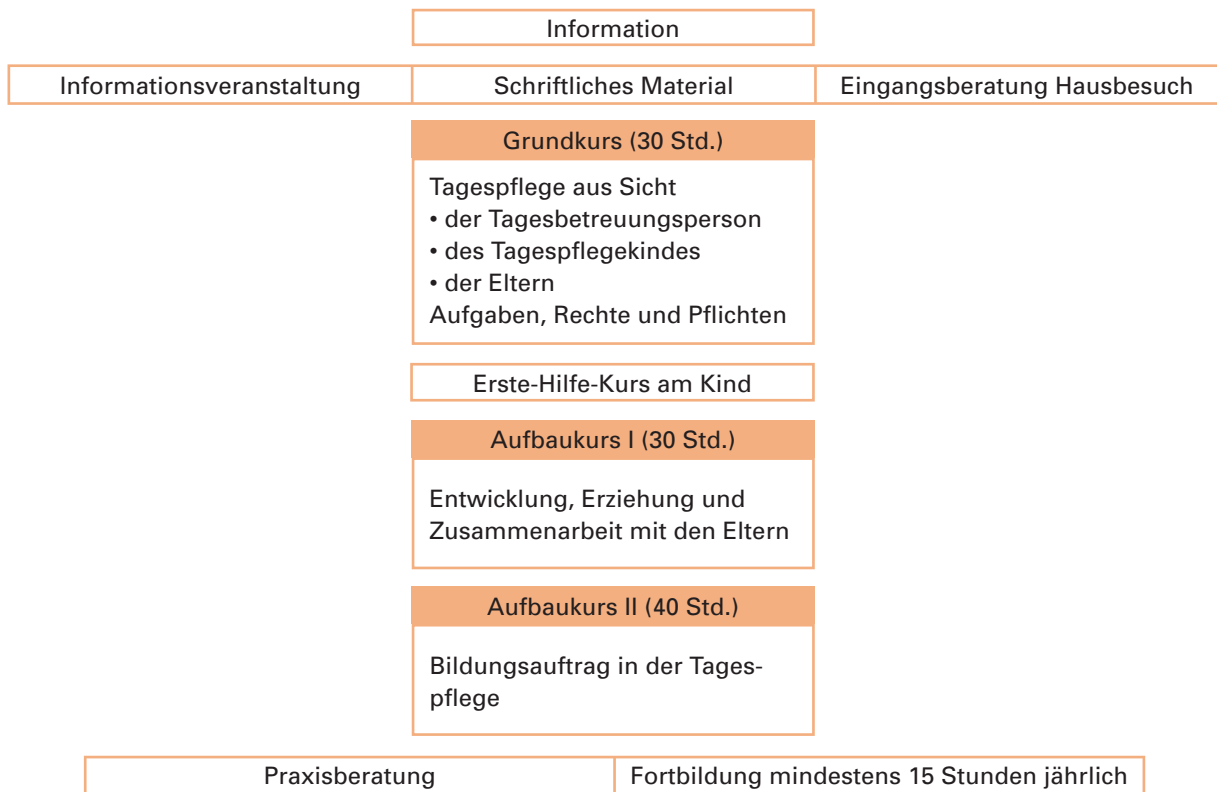 Information
Informationsveranstaltung
Schriftliches Material
Eingangsberatung Hausbesuch
Grundkurs (30 Std.)
Tagespflege aus Sicht
• der Tagesbetreuungsperson
• des Tagespflegekindes
• der Eltern
Aufgaben, Rechte und Pflichten
Erste-Hilfe-Kurs am Kind
Aufbaukurs I (30 Std.)
Entwicklung, Erziehung und
Zusammenarbeit mit den Eltern
Aufbaukurs II (40 Std.)
Bildungsauftrag in der Tages-
pflege
Praxisberatung
Fortbildung mindestens 15 Stunden jährlich